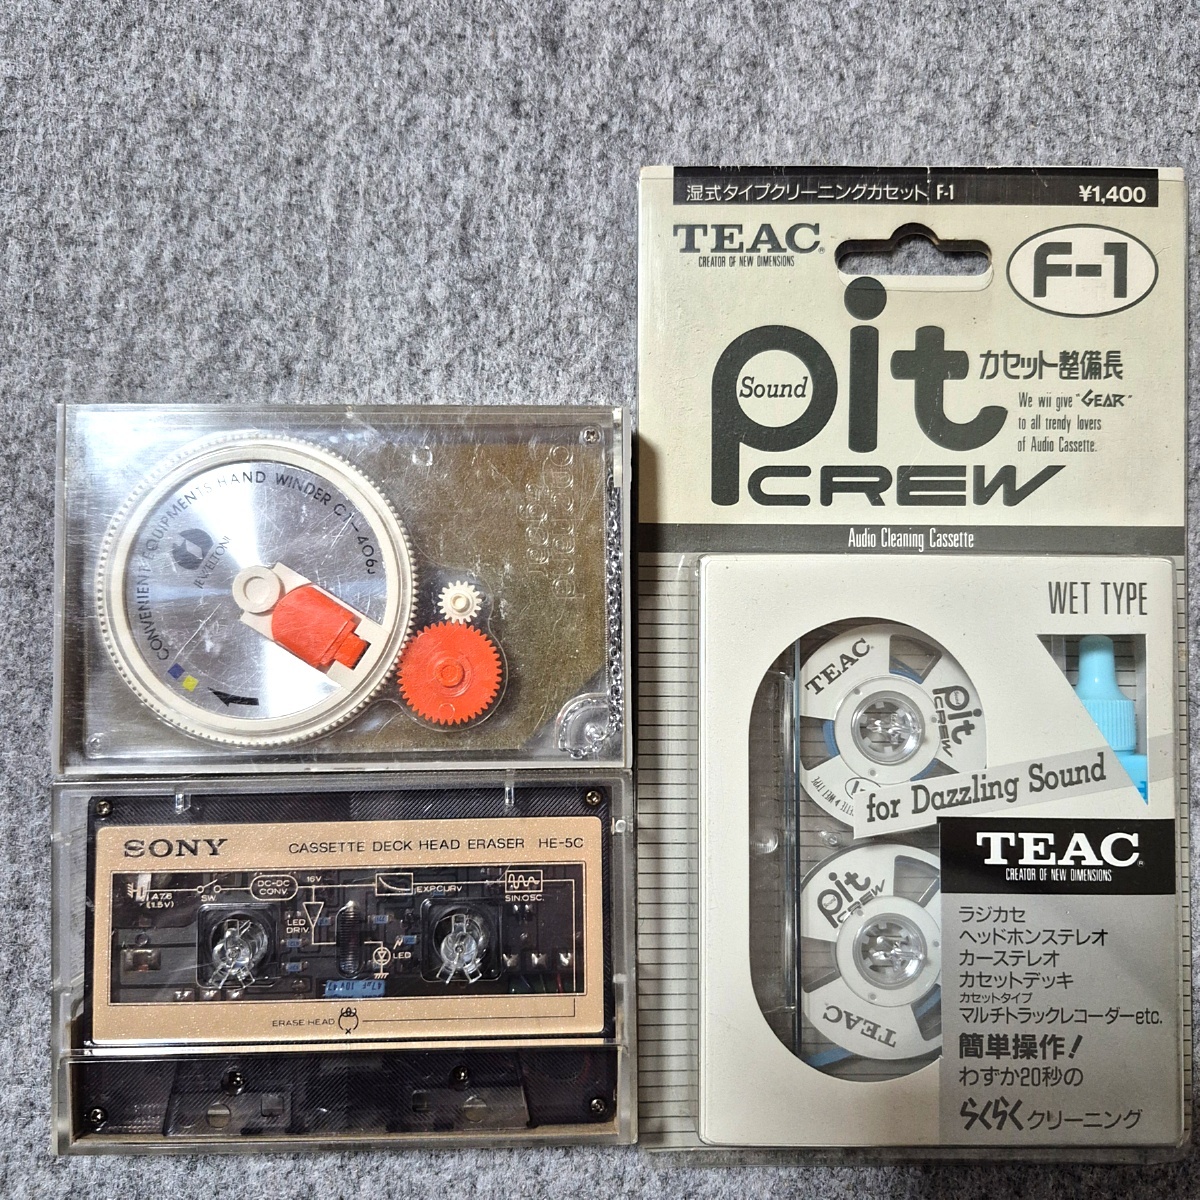 湿式タイプクリーニングカセット F-1
¥1,400
TEAC
CREATOR OF NEW DIMENSIONS
F-1
pit
Sound
CREW
カセット整備長
We wii give "GEAR"
to all trendy lovers
of Audio Cassette.
Audio Cleaning Cassette
WET TYPE
TEAC
pit
CREW
for Dazzling Sound
pit
CREW
TEAC
TEAC
CREATOR OF NEW DIMENSIONS
ラジカセ
ヘッドホンステレオ
カーステレオ
カセットデッキ
カセットタイプ
マルチトラックレコーダーetc.
簡単操作!
わずか20秒の
らくらくクリーニング
CONVENIENT EQUIPMENTS HAND WINDER
JEWELTONE
SONY
CASSETTE DECK HEAD ERASER HE-5C
SW
DC-DC
CONV.
15V
EXP.CURV
SIN.OSC.
(1.5V)
LED
DRIV.
LED
ERASE HEAD